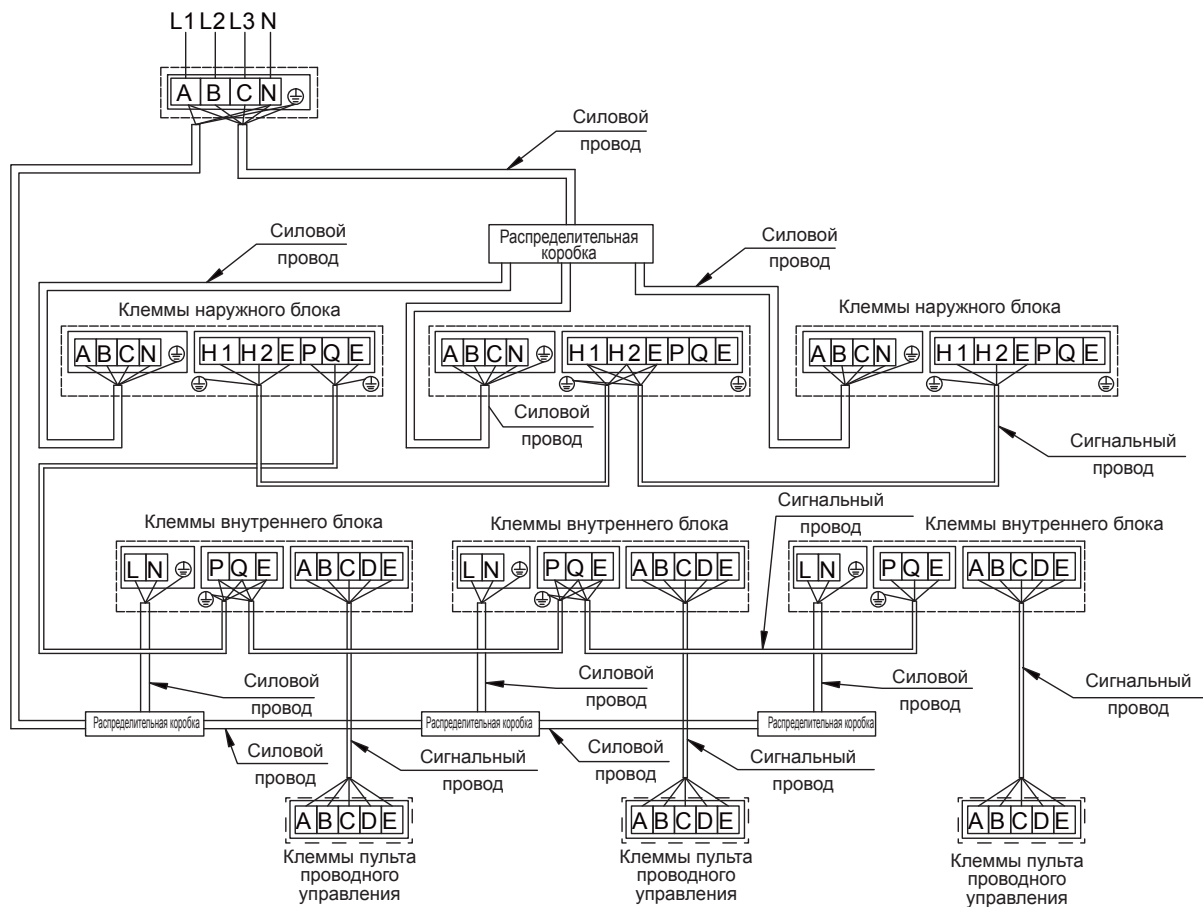 L1 L2 L3 N
A B C N
Силовой
провод
Распределительная
коробка
Силовой
провод
Силовой
провод
Клеммы наружного блока
Клеммы наружного блока
A B C N
H1 H2 E P Q E
A B C N
H1 H2 E P Q E
A B C N
H1 H2 E P Q E
Силовой
провод
Сигнальный
провод
Сигнальный
провод
Клеммы внутреннего блока
Клеммы внутреннего блока
Клеммы внутреннего блока
L N
P Q E
A B C D E
L N
P Q E
A B C D E
L N
P Q E
A B C D E
Силовой
провод
Силовой
провод
Силовой
провод
Сигнальный
провод
Распределительная коробка
Распределительная коробка
Распределительная коробка
Силовой
провод
Сигнальный
провод
Силовой
провод
Сигнальный
провод
A B C D E
A B C D E
A B C D E
Клеммы пульта
проводного
управления
Клеммы пульта
проводного
управления
Клеммы пульта
проводного
управления